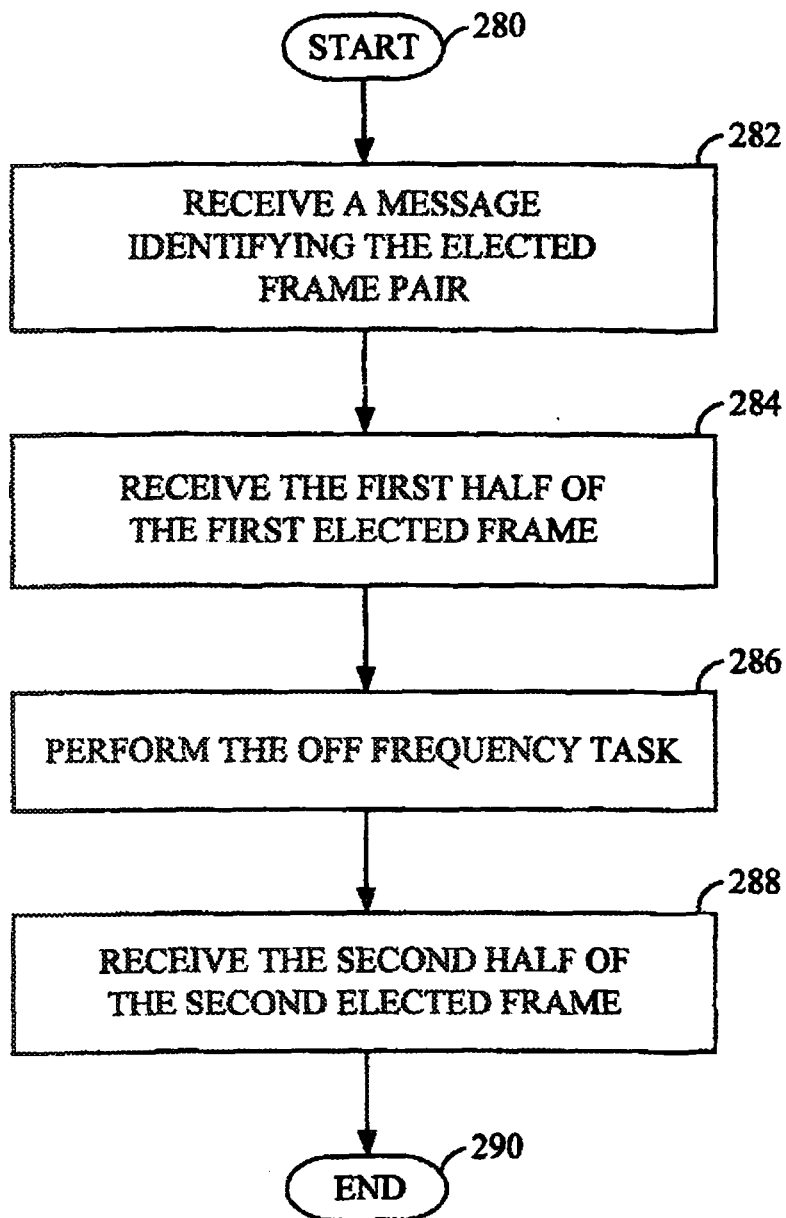 START
280
282
RECEIVE A MESSAGE
IDENTIFYING THE ELECTED
FRAME PAIR
284
RECEIVE THE FIRST HALF OF
THE FIRST ELECTED FRAME
286
PERFORM THE OFF FREQUENCY TASK
288
RECEIVE THE SECOND HALF OF
THE SECOND ELECTED FRAME
290
END